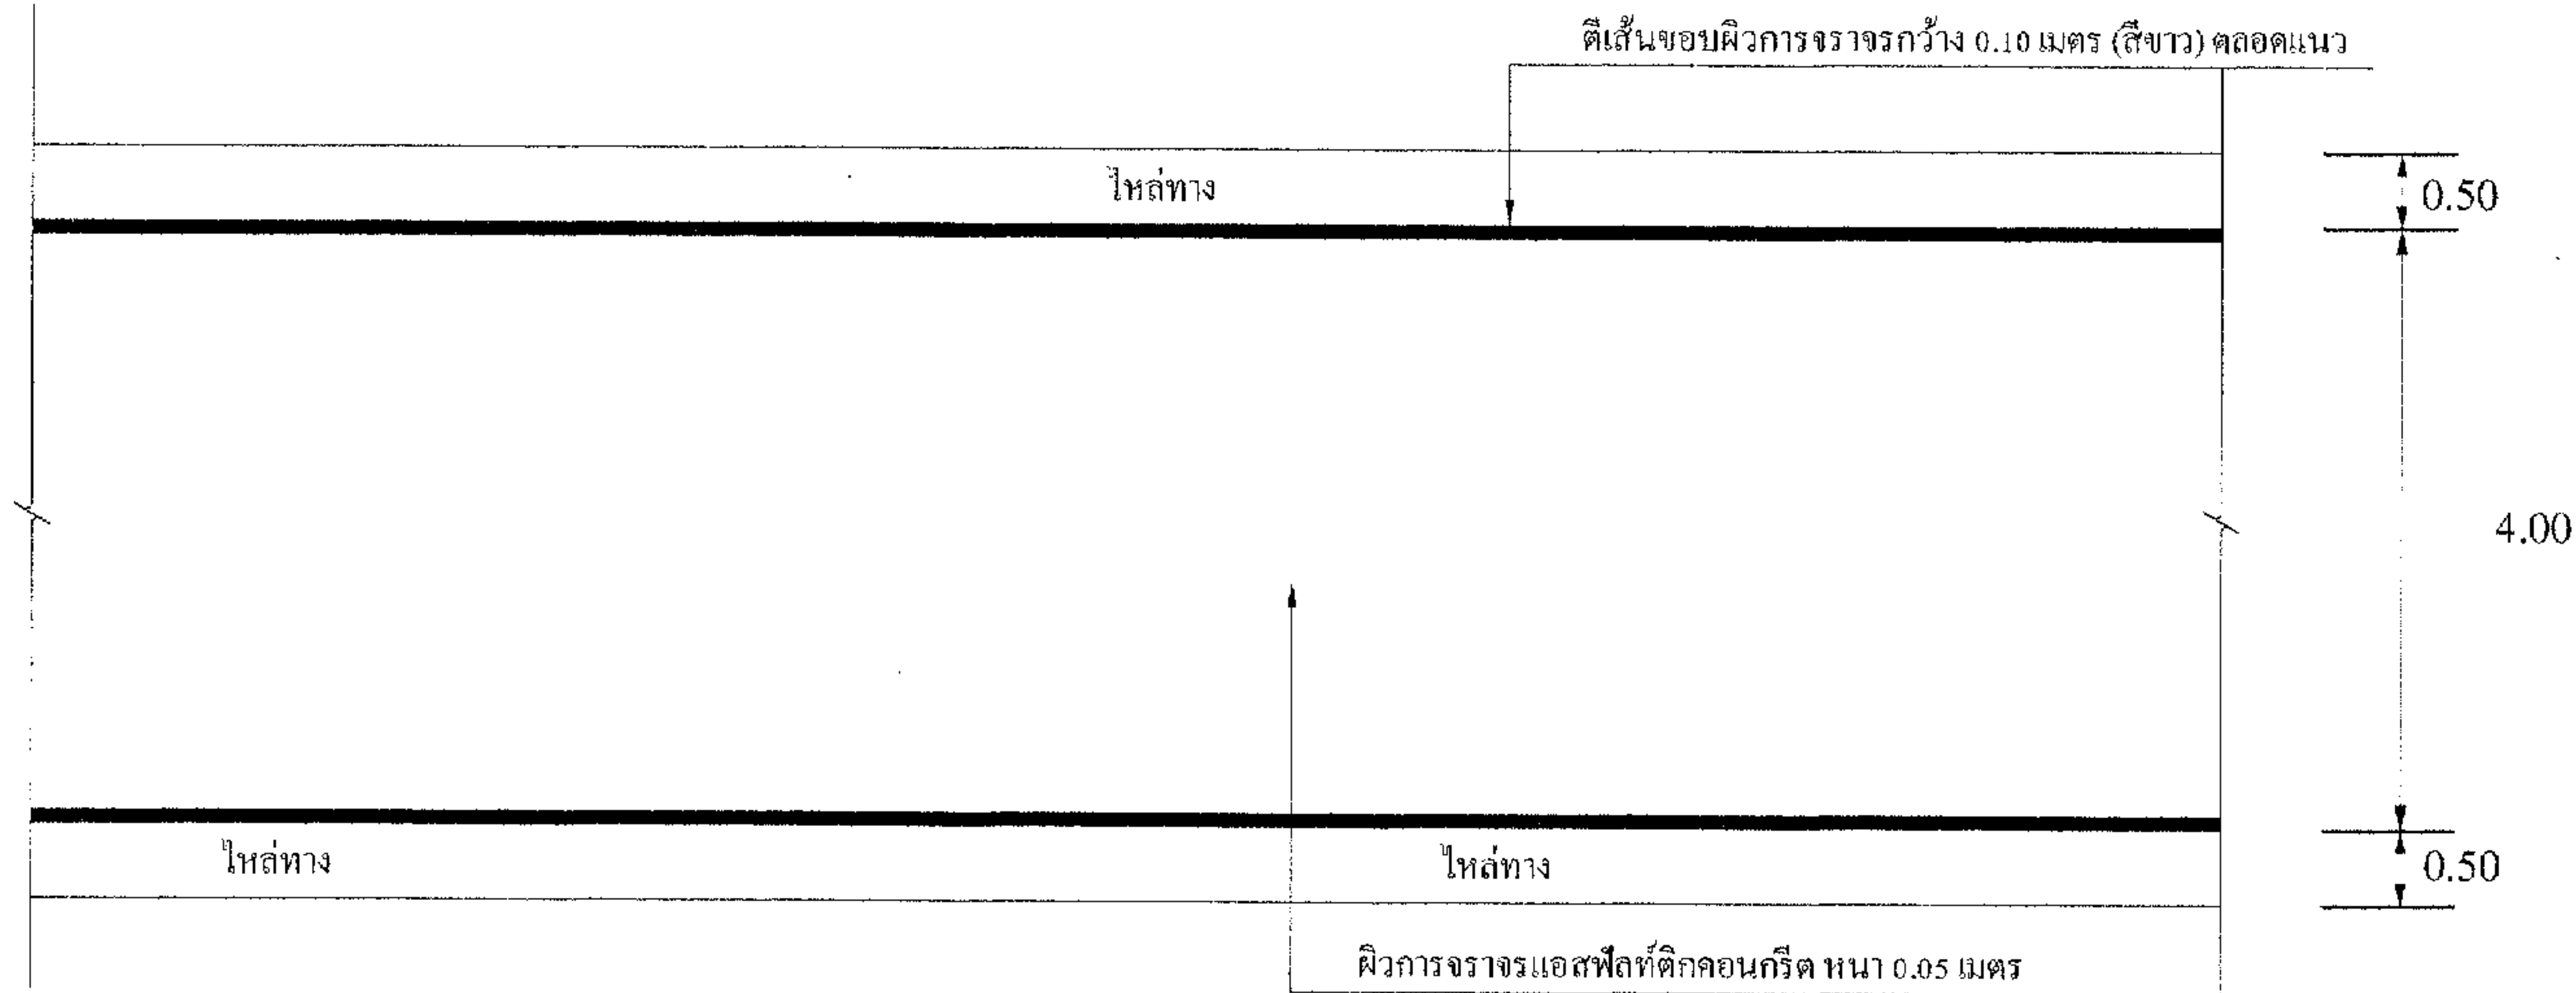 ตีเส้นขอบผิวการจราจรกว้าง 0.10 เมตร (สีขาว) ตลอดแนว
ไหล่ทาง
0.50
4.00
ไหล่ทาง
ไหล่ทาง
0.50
ผิวการจราจรแอสฟัลท์ติกคอนกรีต หนา 0.05 เมตร